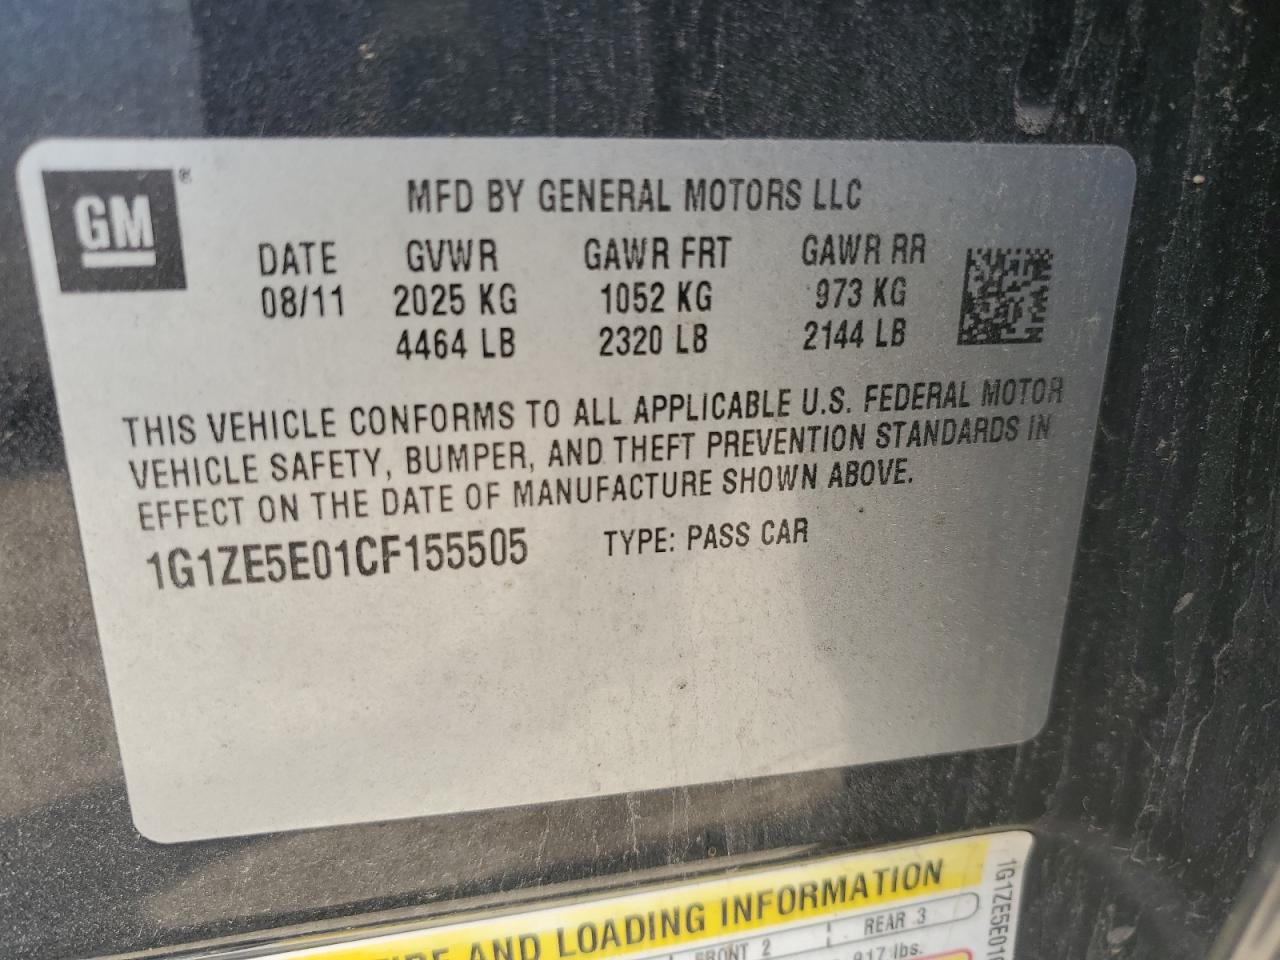 GM ®
MFD BY GENERAL MOTORS LLC
DATE GVWR GAWR FRT GAWR RR
08/11 2025 KG 1052 KG 973 KG
4464 LB 2320 LB 2144 LB
THIS VEHICLE CONFORMS TO ALL APPLICABLE U.S. FEDERAL MOTOR
VEHICLE SAFETY, BUMPER, AND THEFT PREVENTION STANDARDS IN
EFFECT ON THE DATE OF MANUFACTURE SHOWN ABOVE.
1G1ZE5E01CF155505 TYPE: PASS CAR
AND LOADING INFORMATION
FRONT 2 REAR 3
917 lbs.
1G1ZE5E01